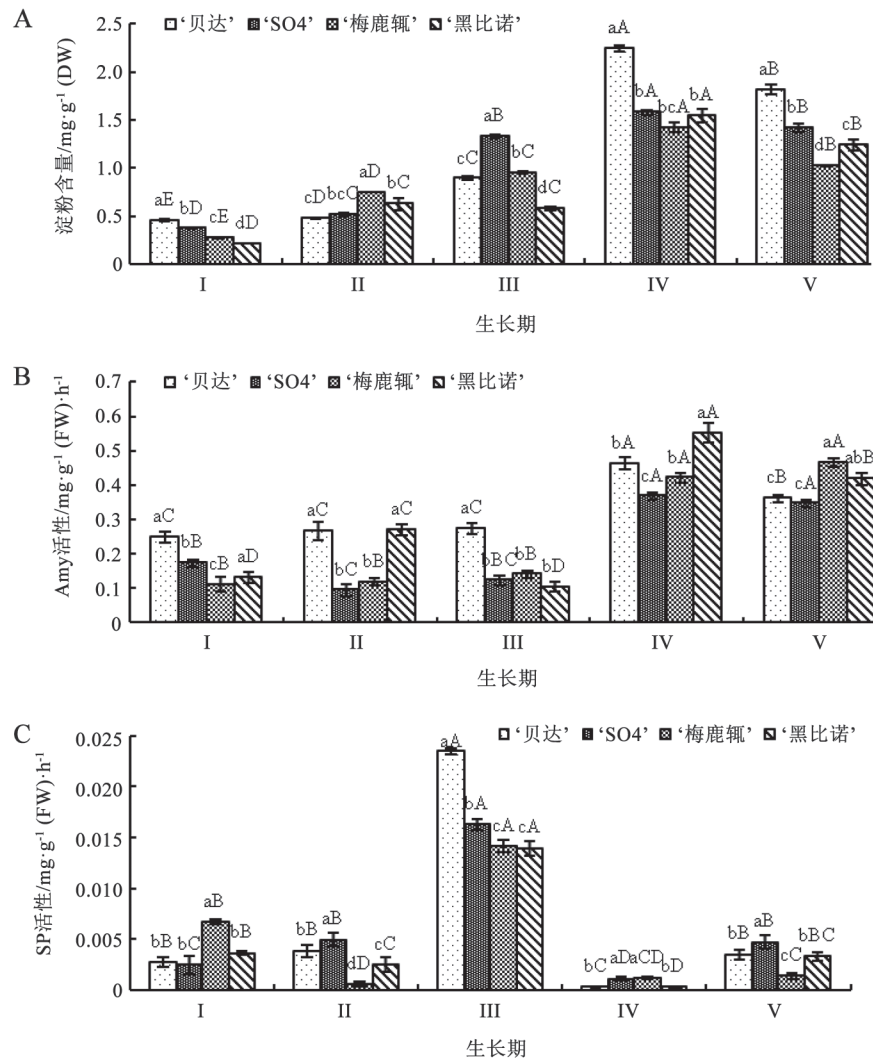 A
‘贝达’ ‘SO4’ ‘梅鹿辄’ ‘黑比诺’
淀粉含量/mg·g⁻¹ (DW)
2.5
2.0
1.5
1.0
0.5
0
aE bD cE dD
cD bcC aD bC
cC aB bC dC
aA bA bcA bA
aB bB dB cB
I II III IV V
生长期
B
‘贝达’ ‘SO4’ ‘梅鹿辄’ ‘黑比诺’
Amy活性/mg·g⁻¹ (FW)·h⁻¹
0.7
0.6
0.5
0.4
0.3
0.2
0.1
0
aC bB cB aD
aC bC bB aC
aC bBC bB bD
bA cA bA aA
cB cA aA abB
I II III IV V
生长期
C
‘贝达’ ‘SO4’ ‘梅鹿辄’ ‘黑比诺’
SP活性/mg·g⁻¹ (FW)·h⁻¹
0.025
0.020
0.015
0.010
0.005
0
bB bC aB bB
bB aB dD cC
aA bA cA cA
bC aD aCD bD
bB aB cC bBC
I II III IV V
生长期